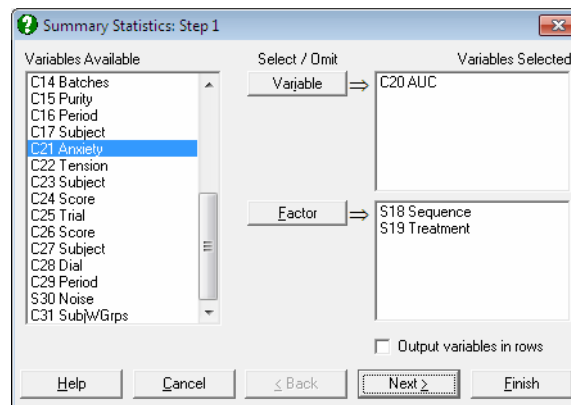 Summary Statistics: Step 1
Variables Available
Select / Omit
Variables Selected
C14 Batches
C15 Purity
C16 Period
C17 Subject
C21 Anxiety
C22 Tension
C23 Subject
C24 Score
C25 Trial
C26 Score
C27 Subject
C28 Dial
C29 Period
S30 Noise
C31 SubjWGrps
Variable
C20 AUC
Factor
S18 Sequence
S19 Treatment
Output variables in rows
Help Cancel < Back Next > Finish